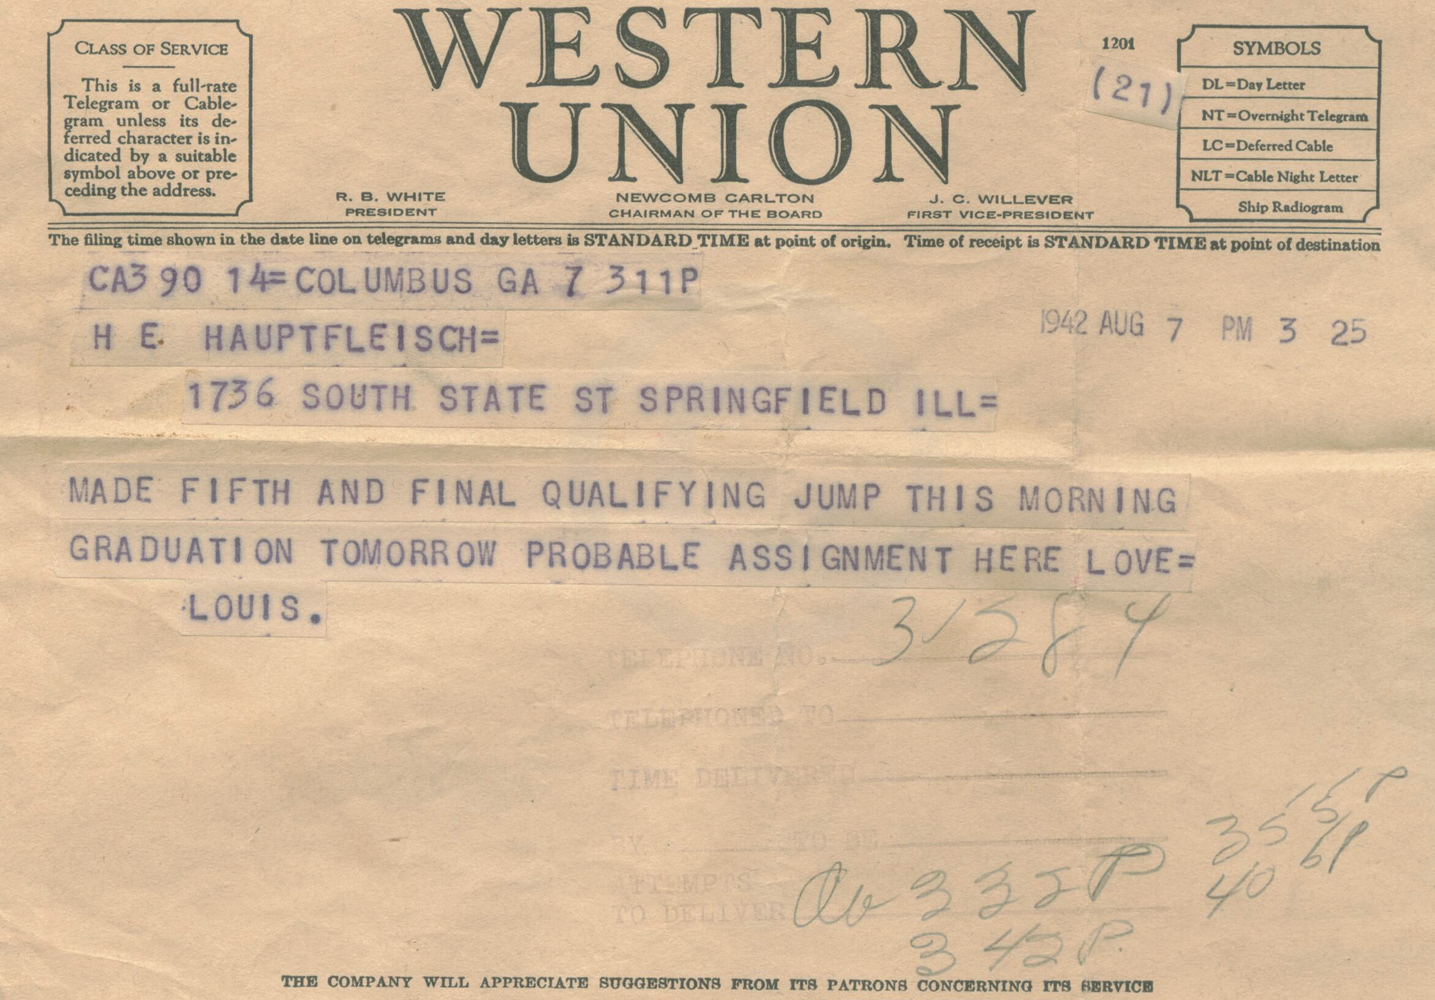 WESTERN
UNION
1201
(21)
CLASS OF SERVICE
This is a full-rate
Telegram or Cable-
gram unless its de-
ferred character is in-
dicated by a suitable
symbol above or pre-
ceding the address.
SYMBOLS
DL=Day Letter
NT=Overnight Telegram
LC=Deferred Cable
NLT=Cable Night Letter
Ship Radiogram
R. B. WHITE
PRESIDENT
NEWCOMB CARLTON
CHAIRMAN OF THE BOARD
J. C. WILLEVER
FIRST VICE-PRESIDENT
The filing time shown in the date line on telegrams and day letters is STANDARD TIME at point of origin. Time of receipt is STANDARD TIME at point of destination
CA390 14=COLUMBUS GA 7 311P
1942 AUG 7 PM 3 25
H E HAUPTFLEISCH=
1736 SOUTH STATE ST SPRINGFIELD ILL=
MADE FIFTH AND FINAL QUALIFYING JUMP THIS MORNING
GRADUATION TOMORROW PROBABLE ASSIGNMENT HERE LOVE=
LOUIS.
TELEPHONE NO. 31284
TELEPHONED TO
TIME DELIVERED
BY TO BE
ATTEMPTS
TO DELIVER
332P
342P
THE COMPANY WILL APPRECIATE SUGGESTIONS FROM ITS PATRONS CONCERNING ITS SERVICE